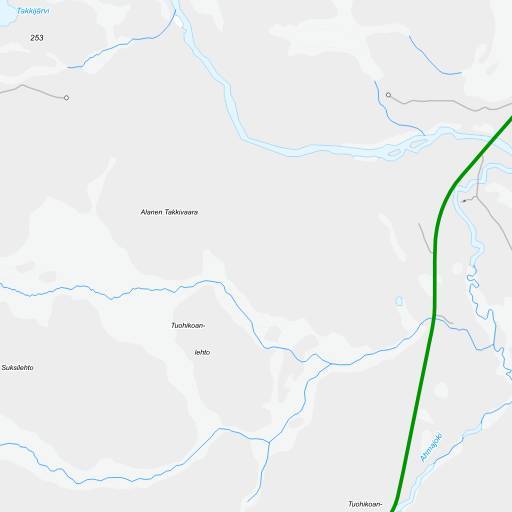 Takkijärvi
253
Alanen Takkivaara
Tuohikoan-
lehto
Suksilehto
Ahmajoki
Tuohikoan-